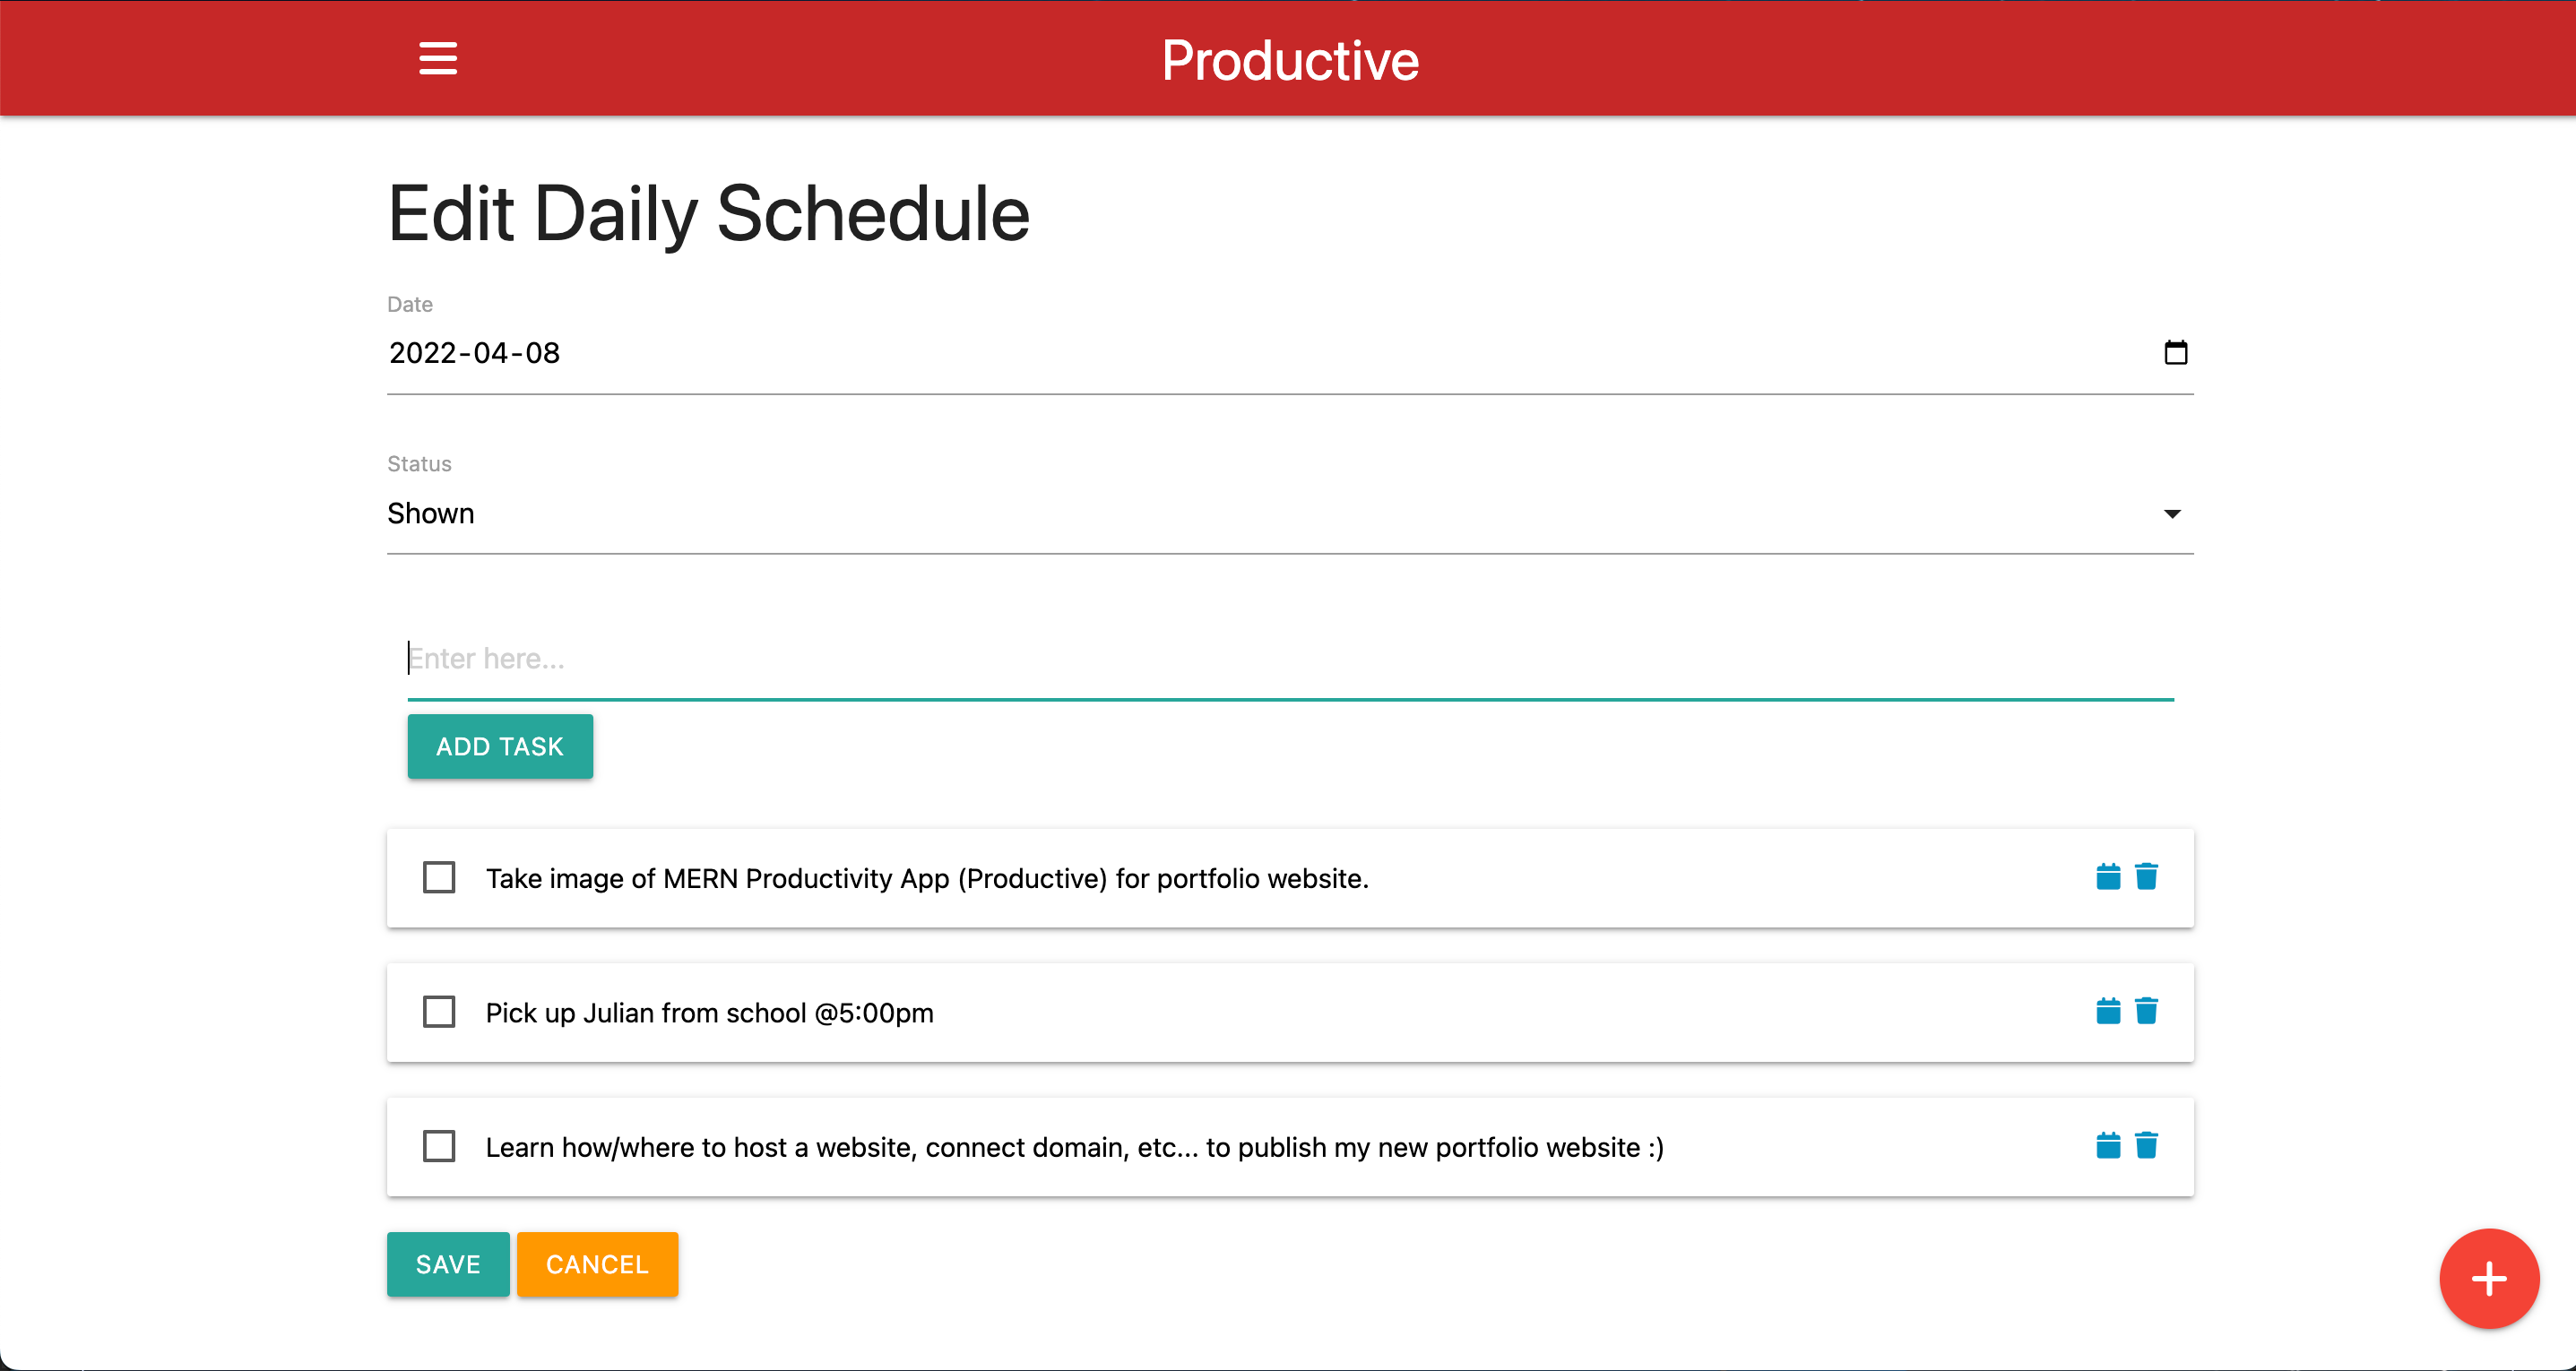 Productive
Edit Daily Schedule
Date
2022-04-08
Status
Shown
Enter here...
ADD TASK
Take image of MERN Productivity App (Productive) for portfolio website.
Pick up Julian from school @5:00pm
Learn how/where to host a website, connect domain, etc... to publish my new portfolio website :)
SAVE CANCEL